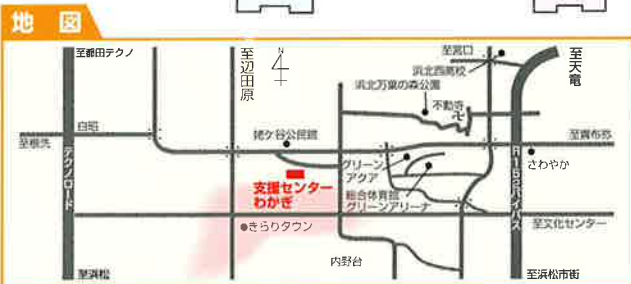 地 図
至都田テクノ
至辺田原
N
至宮口
浜北西高校
浜北万葉の森公園
不動寺
至天竜
白昭
至根洗
姥ケ谷公民館
至貴布祢
さわやか
グリーン
アクア
総合体育館
グリーンアリーナ
テクノロード
R152バイパス
支援センター
わかぎ
きらりタウン
至文化センター
内野台
至浜松
至浜松市街